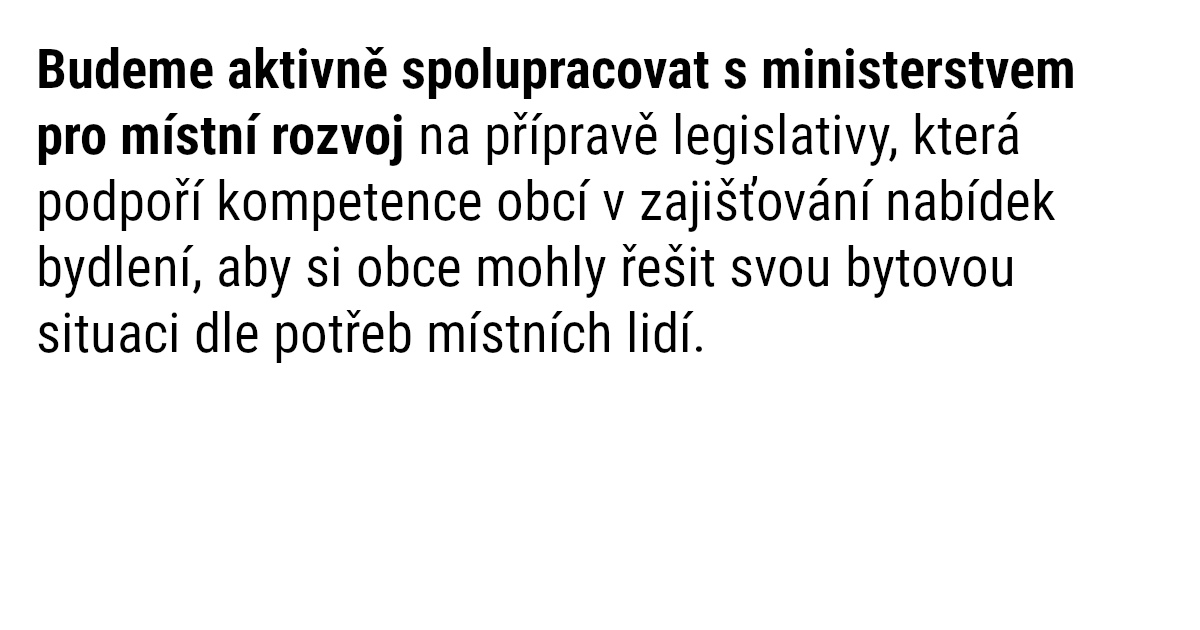 Budeme aktivně spolupracovat s ministerstvem
pro místní rozvoj na přípravě legislativy, která
podpoří kompetence obcí v zajišťování nabídek
bydlení, aby si obce mohly řešit svou bytovou
situaci dle potřeb místních lidí.